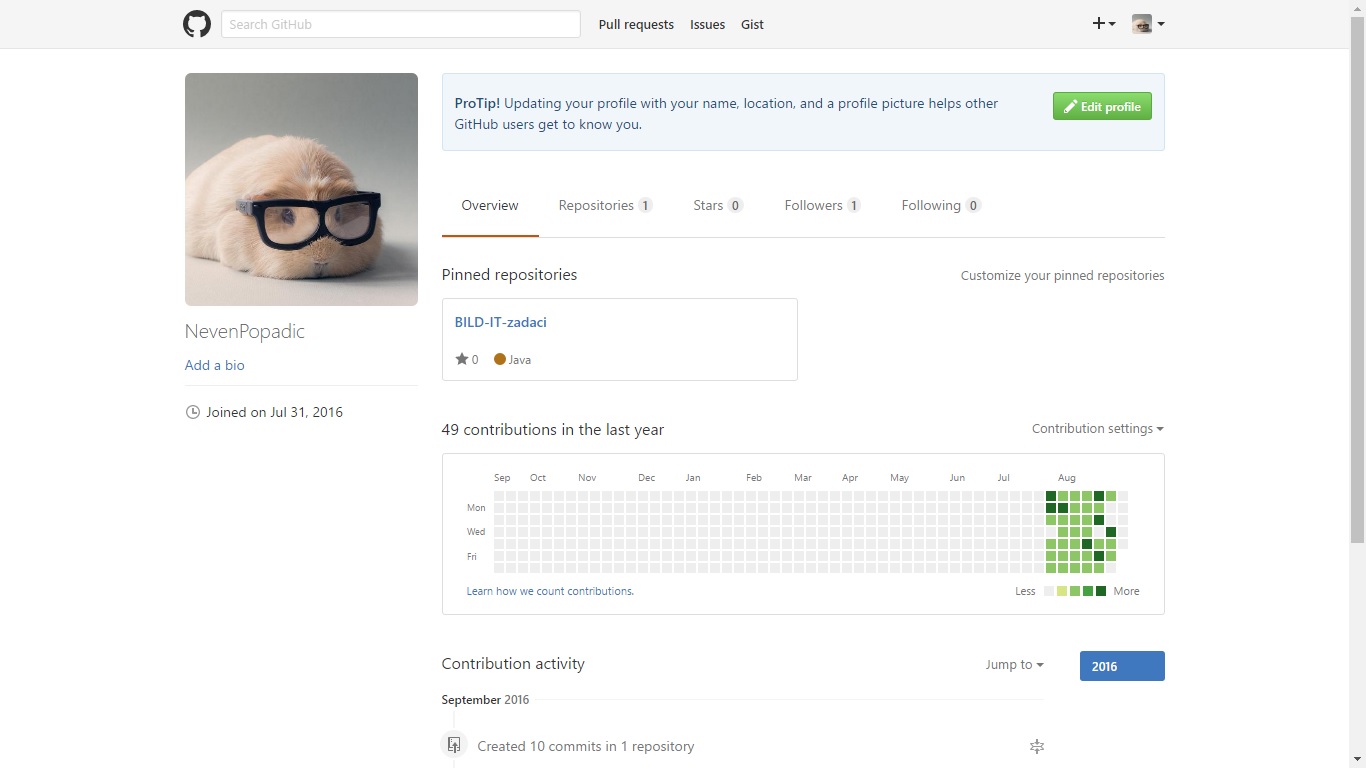 Search GitHub
Pull requests
Issues
Gist
ProTip! Updating your profile with your name, location, and a profile picture helps other
GitHub users get to know you.
Edit profile
Overview
Repositories 1
Stars 0
Followers 1
Following 0
NevenPopadic
Add a bio
Joined on Jul 31, 2016
Pinned repositories
Customize your pinned repositories
BILD-IT-zadaci
0 Java
49 contributions in the last year
Contribution settings
Sep Oct Nov Dec Jan Feb Mar Apr May Jun Jul Aug
Mon
Wed
Fri
Learn how we count contributions.
Less More
Contribution activity
Jump to
2016
September 2016
Created 10 commits in 1 repository